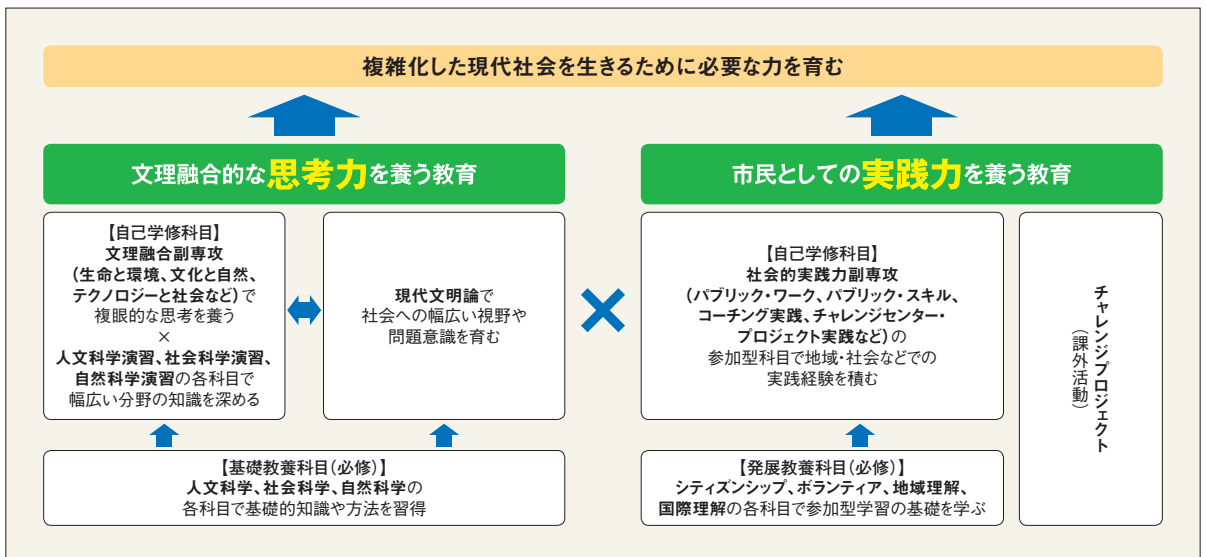 複雑化した現代社会を生きるために必要な力を育む
文理融合的な思考力を養う教育
【自己学修科目】
文理融合副専攻
(生命と環境、文化と自然、
テクノロジーと社会など)で
複眼的な思考を養う
×
人文科学演習、社会科学演習、
自然科学演習の各科目で
幅広い分野の知識を深める
現代文明論で
社会への幅広い視野や
問題意識を育む
【基礎教養科目(必修)】
人文科学、社会科学、自然科学の
各科目で基礎的知識や方法を習得
市民としての実践力を養う教育
【自己学修科目】
社会的実践力副専攻
(パブリック・ワーク、パブリック・スキル、
コーチング実践、チャレンジセンター・
プロジェクト実践など)の
参加型科目で地域・社会などでの
実践経験を積む
【発展教養科目(必修)】
シティズンシップ、ボランティア、地域理解、
国際理解の各科目で参加型学習の基礎を学ぶ
チャレンジプロジェクト
(課外活動)